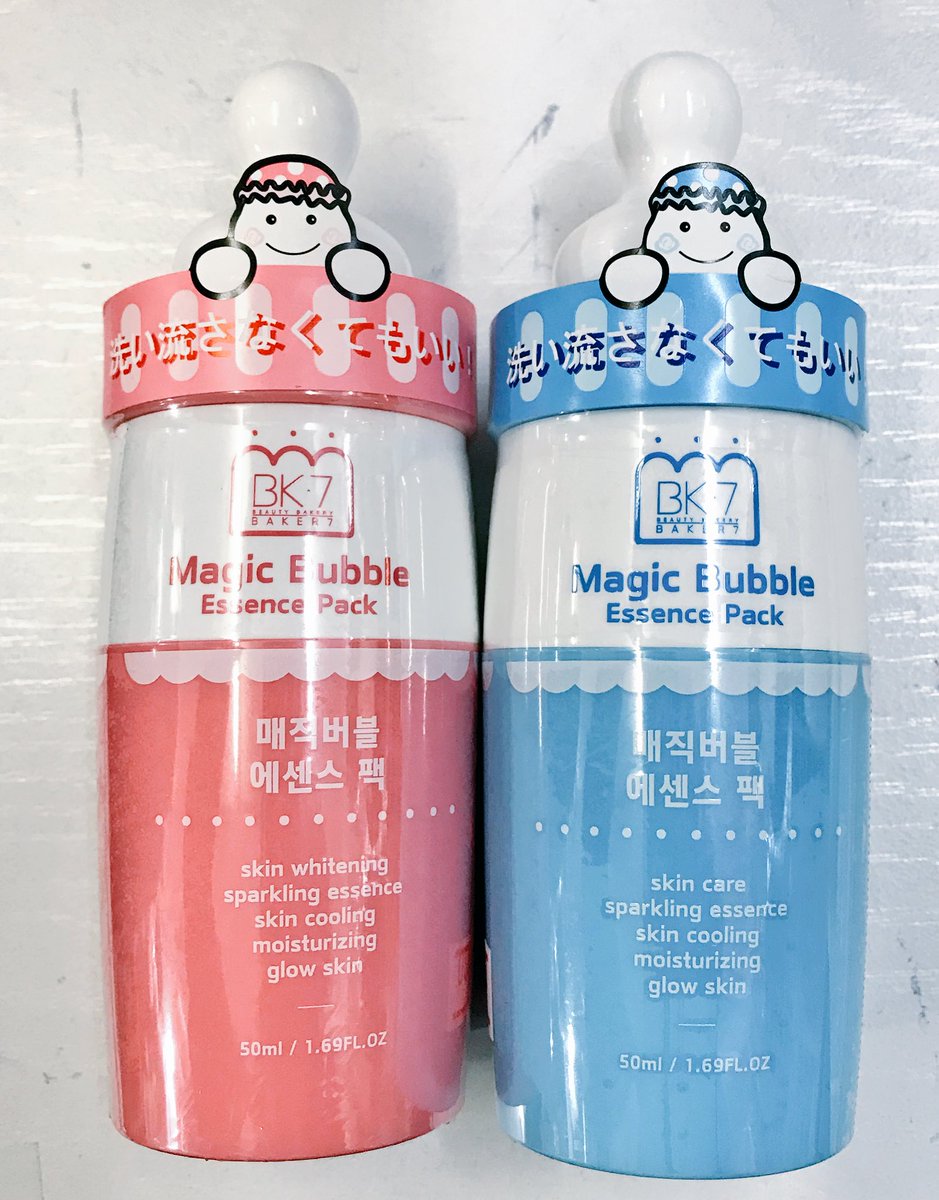 洗い流さなくてもいい!
BK·7
BEAUTY BAKERY
BAKER7
Magic Bubble
Essence Pack
매직버블
에센스 팩
skin whitening
sparkling essence
skin cooling
moisturizing
glow skin
50ml / 1.69FL.OZ
洗い流さなくてもいい
BK·7
BEAUTY BAKERY
BAKER7
Magic Bubble
Essence Pack
매직버블
에센스 팩
skin care
sparkling essence
skin cooling
moisturizing
glow skin
50ml / 1.69FL.OZ